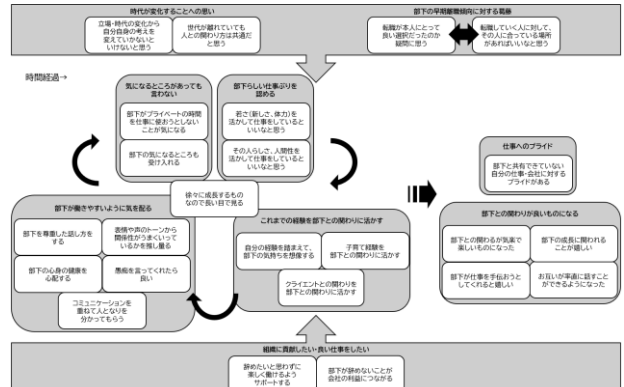 時代が変化することへの思い
立場・時代の変化から
自分自身の考えを
変えていかないと
いけないと思う
世代が離れていても
人との関わり方は共通だ
と思う
部下の早期離職傾向に対する葛藤
転職が本人にとって
良い選択だったのか
疑問に思う
転職していく人に対して、
その人に合っている場所
があればいいなと思う
時間経過→
気になるところがあっても
言わない
部下がプライベートの時間
を仕事に使おうとしない
ことが気になる
部下の気になるところも
受け入れる
部下らしい仕事ぶりを
認める
若さ(新しさ、体力)を
活かして仕事をしていると
いいなと思う
その人らしさ、人間性を
活かして仕事をしていると
いいなと思う
徐々に成長するもの
なので長い目で見る
部下が働きやすいように気を配る
部下を尊重した話し方を
する
表情や声のトーンから
関係性がうまくいって
いるかを推し量る
部下の心身の健康を
心配する
愚痴を言ってくれたら
良い
コミュニケーションを
重ねて人となりを
分かってもらう
これまでの経験を部下との関わりに活かす
自分の経験を踏まえて、
部下の気持ちを想像する
子育て経験を
部下との関わりに活かす
クライエントとの関わりを
部下との関わりに活かす
仕事へのプライド
部下と共有できていない
自分の仕事・会社に対する
プライドがある
部下との関わりが良いものになる
部下との関わるが気楽で
楽しいものになった
部下の成長に関われる
ことが嬉しい
部下が仕事を手伝おうと
してくれると嬉しい
お互いが平直に話すこと
ができるようになった
組織に貢献したい・良い仕事をしたい
辞めたいと思わずに
楽しく働けるよう
サポートする
部下が辞めないことが
会社の利益につながる